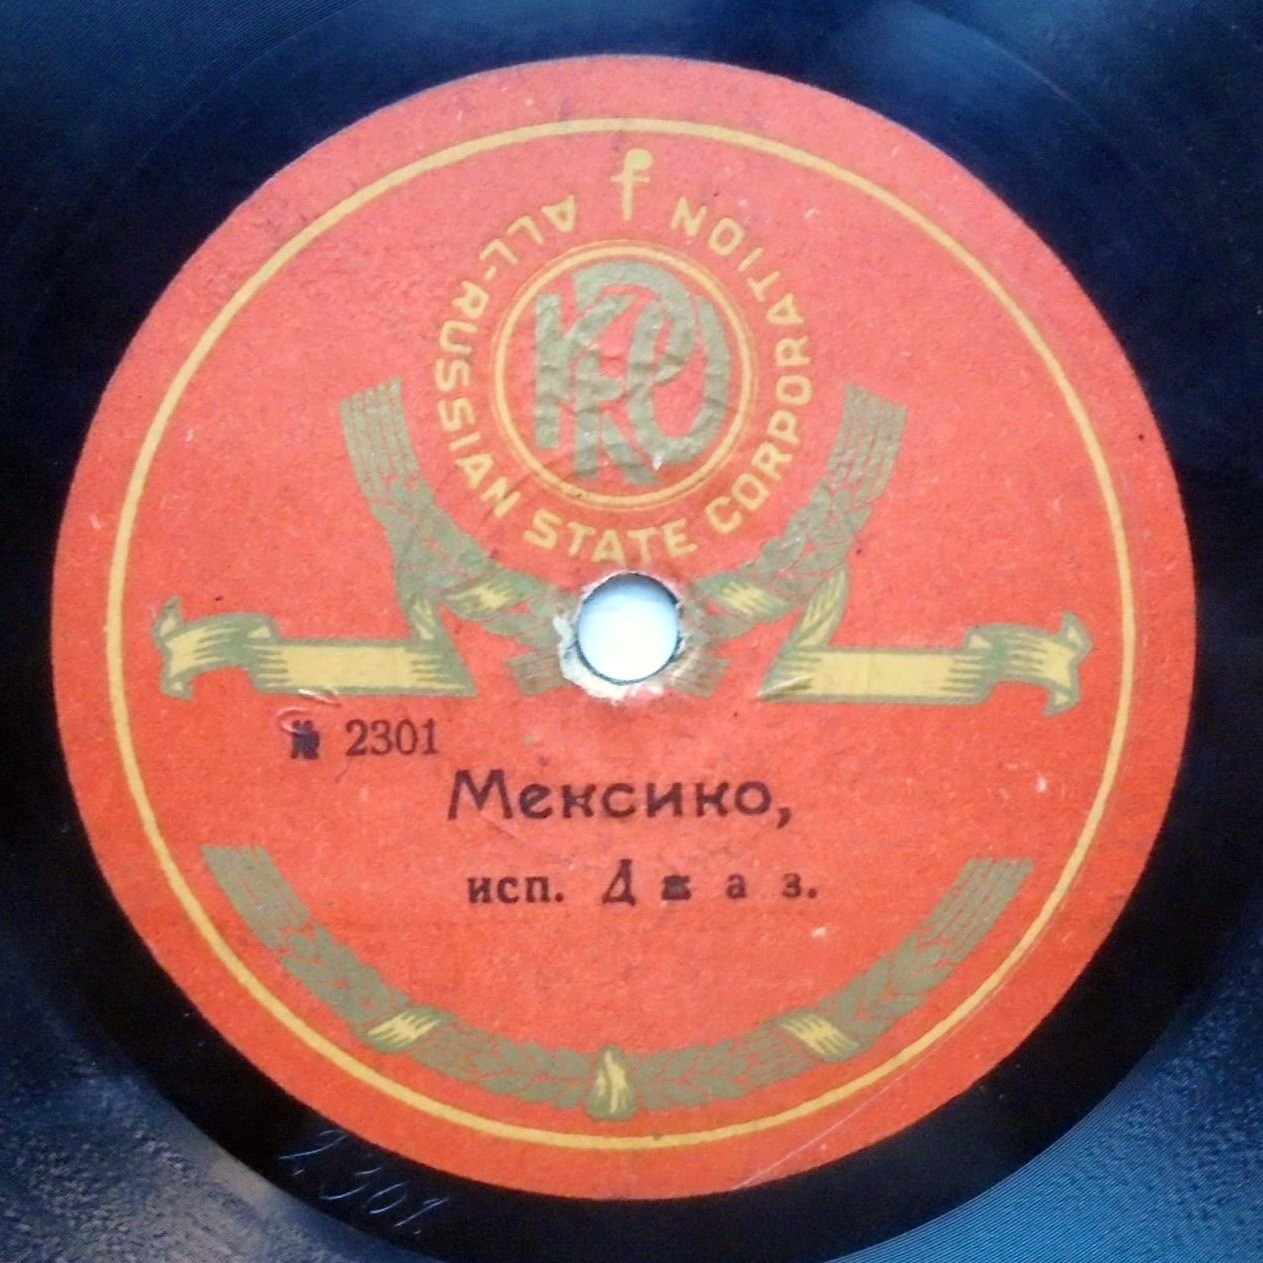 ALL-RUSSIAN STATE CORPORATION
№ 2301
Мексико,
исп. Джаз.
2301